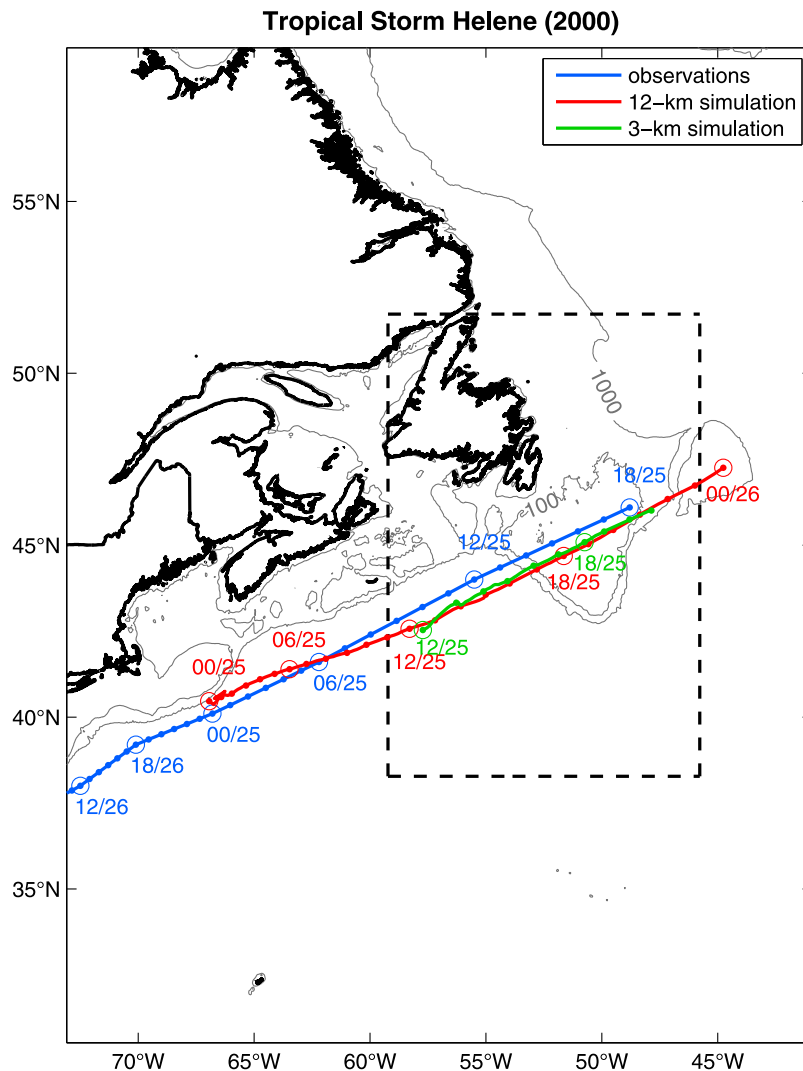 Tropical Storm Helene (2000)
observations
12−km simulation
3−km simulation
55°N
50°N
45°N
40°N
35°N
1000
100
18/25
00/26
12/25
18/25
18/25
06/25
12/25
12/25
00/25
06/25
00/25
18/26
12/26
70°W
65°W
60°W
55°W
50°W
45°W